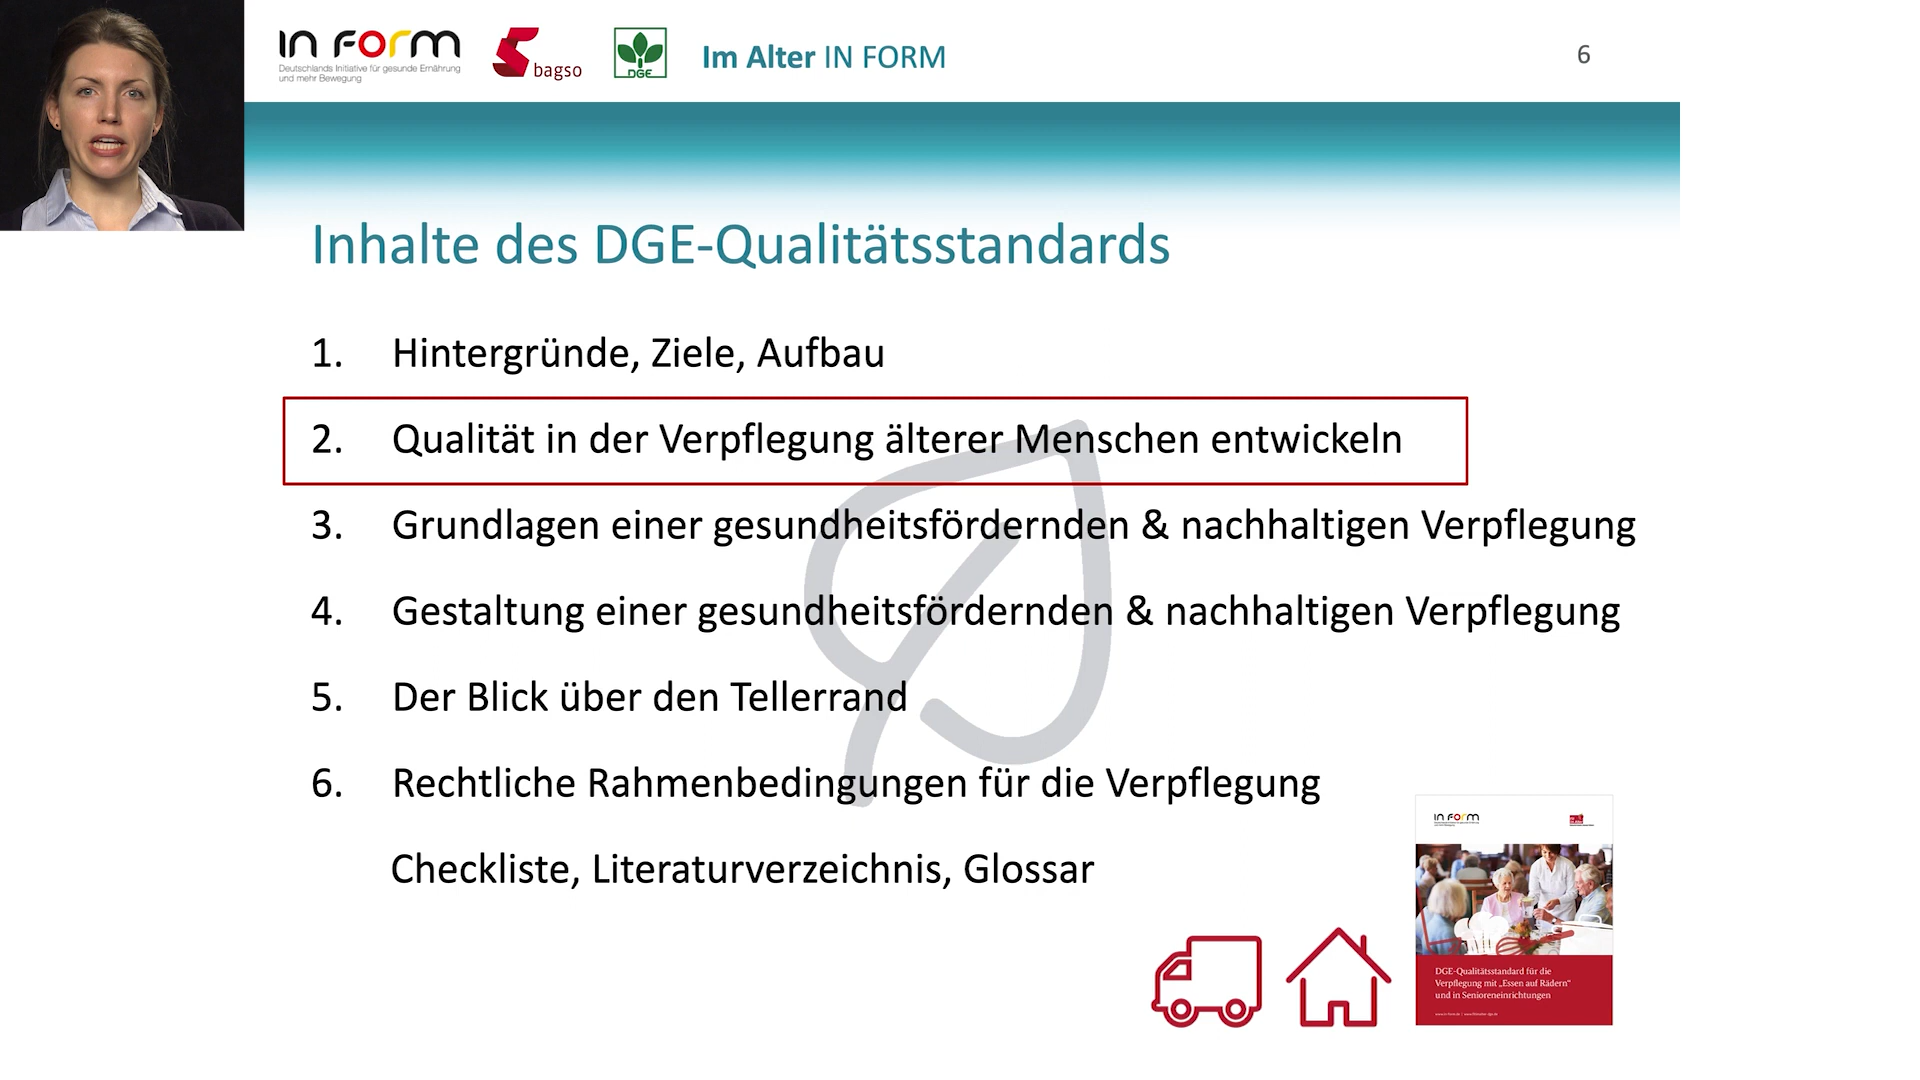 IN FORM
Deutschlands Initiative für gesunde Ernährung
und mehr Bewegung
bagso
DGE
Im Alter IN FORM
6
Inhalte des DGE-Qualitätsstandards
1. Hintergründe, Ziele, Aufbau
2. Qualität in der Verpflegung älterer Menschen entwickeln
3. Grundlagen einer gesundheitsfördernden & nachhaltigen Verpflegung
4. Gestaltung einer gesundheitsfördernden & nachhaltigen Verpflegung
5. Der Blick über den Tellerrand
6. Rechtliche Rahmenbedingungen für die Verpflegung
Checkliste, Literaturverzeichnis, Glossar
IN FORM
DGE-Qualitätsstandard für die
Verpflegung mit „Essen auf Rädern“
und in Senioreneinrichtungen